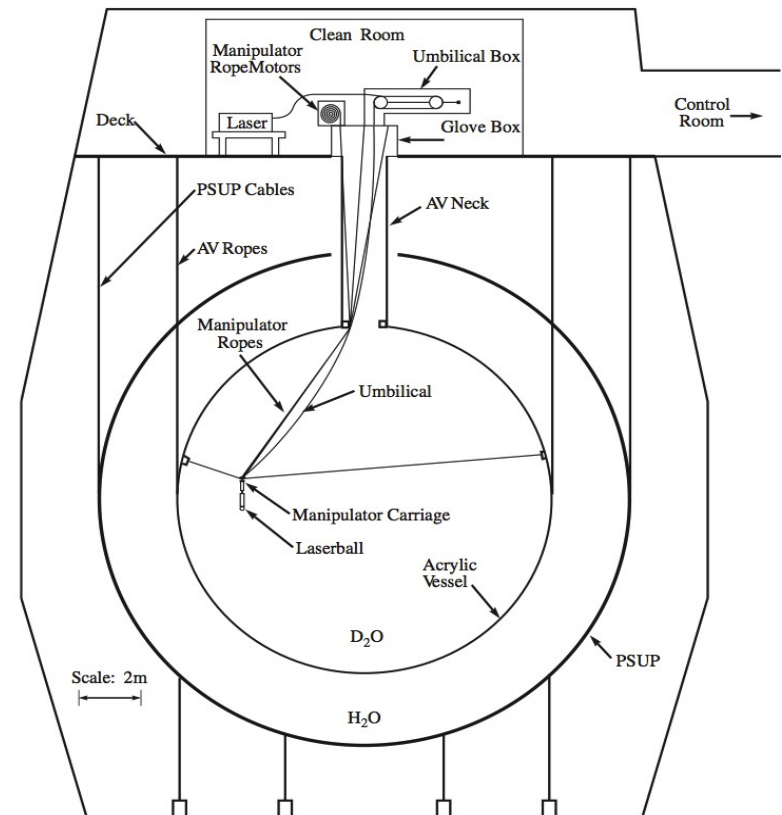 Clean Room
Manipulator
RopeMotors
Umbilical Box
Laser
Control
Room
Deck
Glove Box
PSUP Cables
AV Neck
AV Ropes
Manipulator
Ropes
Umbilical
Manipulator Carriage
Laserball
Acrylic
Vessel
D₂O
PSUP
Scale: 2m
H₂O